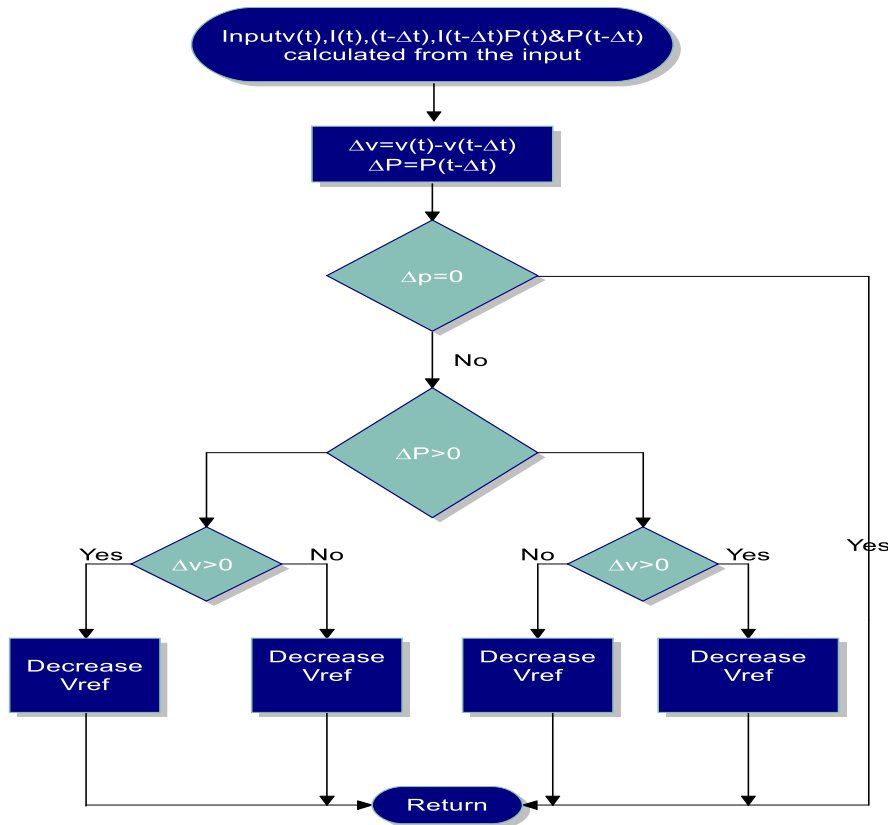 Inputv(t),I(t),(t-Δt),I(t-Δt)P(t)&P(t-Δt)
calculated from the input
Δv=v(t)-v(t-Δt)
ΔP=P(t-Δt)
Δp=0
No
ΔP>0
Yes
Δv>0
No
No
Δv>0
Yes
Yes
Decrease
Vref
Decrease
Vref
Decrease
Vref
Decrease
Vref
Return